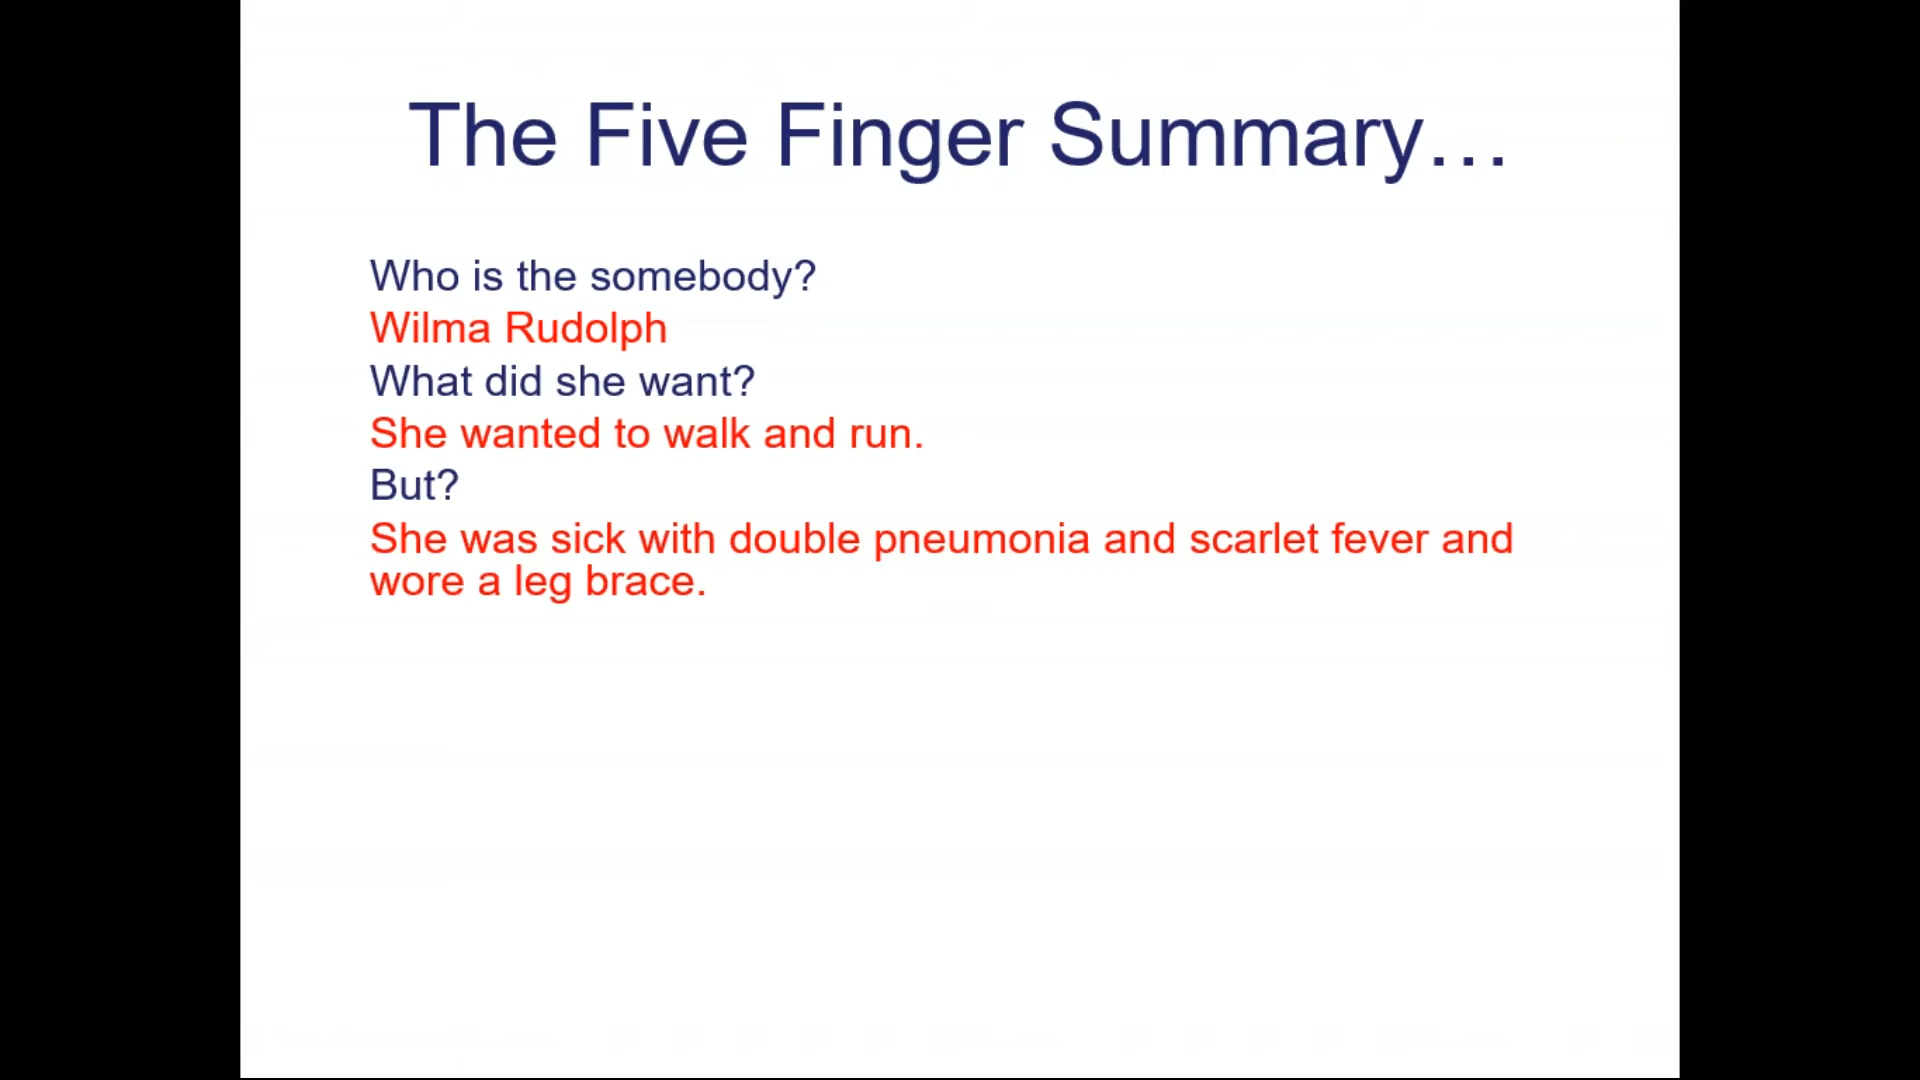 The Five Finger Summary…
Who is the somebody?
Wilma Rudolph
What did she want?
She wanted to walk and run.
But?
She was sick with double pneumonia and scarlet fever and
wore a leg brace.